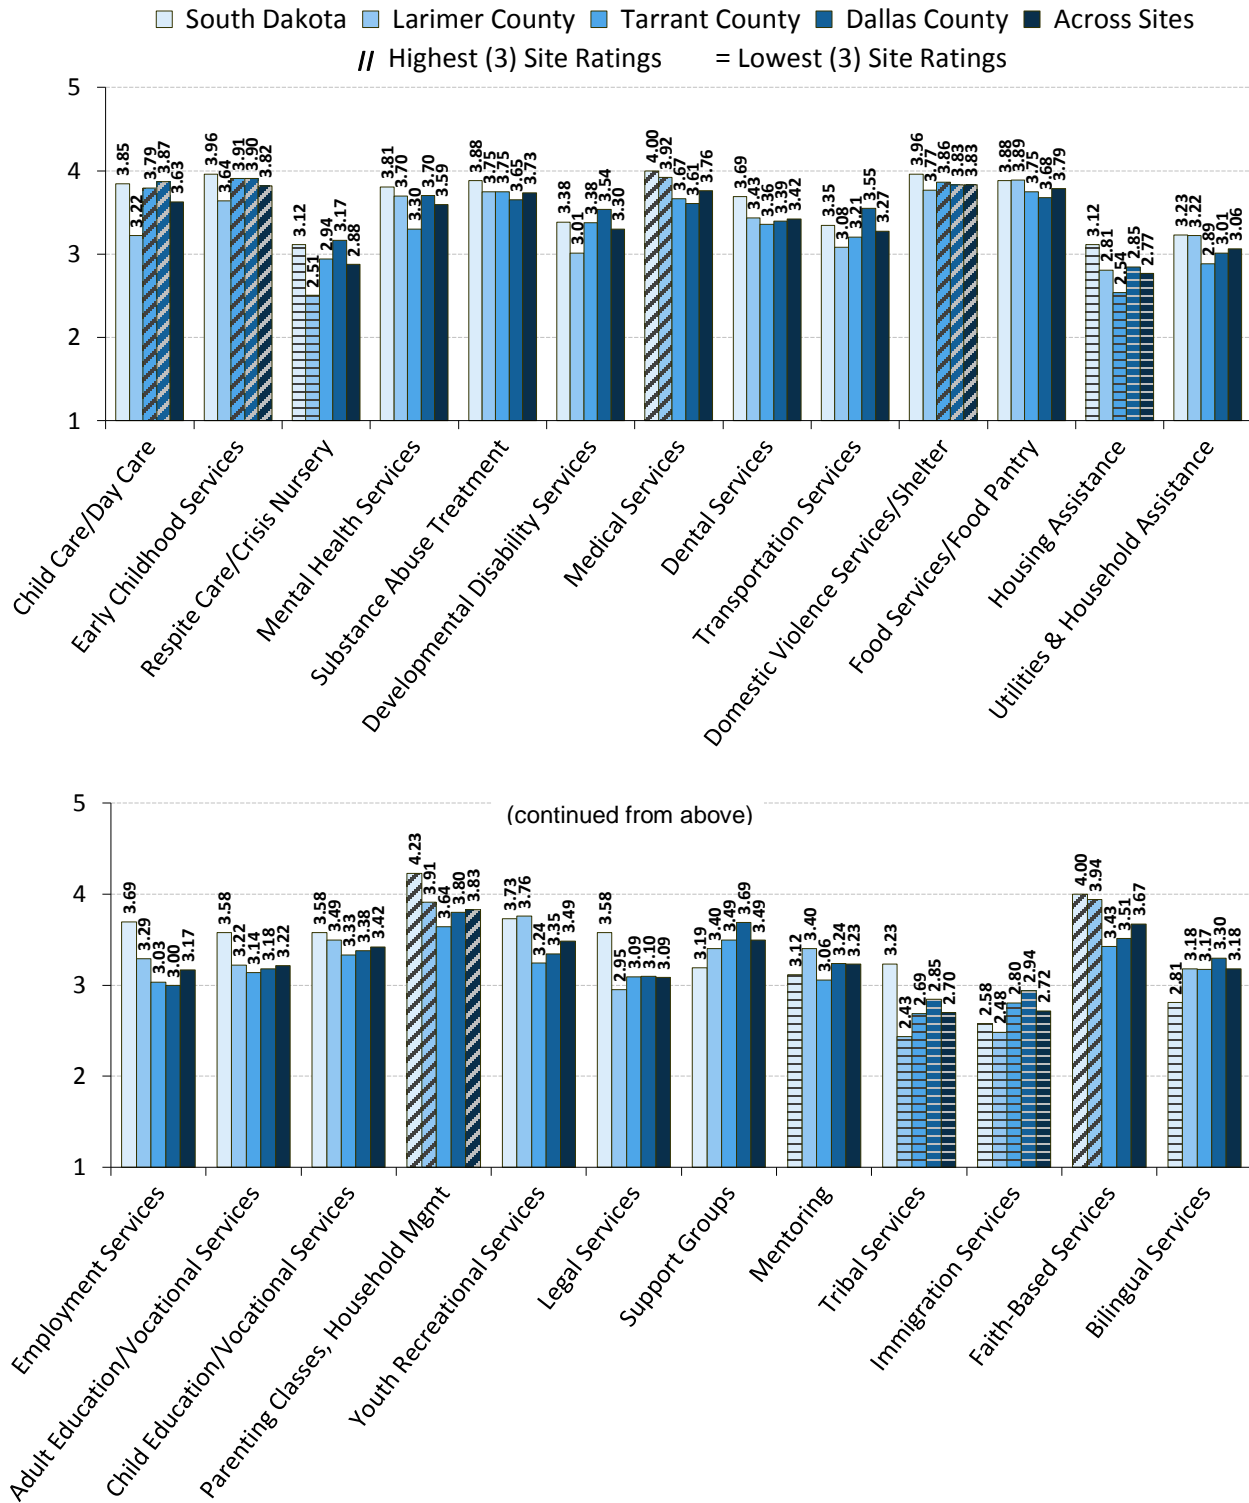 South Dakota Larimer County Tarrant County Dallas County Across Sites
// Highest (3) Site Ratings = Lowest (3) Site Ratings
5
4
3
2
1
3.85 3.22 3.79 3.87 3.63
3.96 3.64 3.91 3.90 3.82
3.12 2.51 2.94 3.17 2.88
3.81 3.70 3.30 3.70 3.59
3.88 3.75 3.75 3.65 3.73
3.38 3.01 3.38 3.54 3.30
4.00 3.92 3.67 3.61 3.76
3.69 3.43 3.36 3.39 3.42
3.35 3.08 3.21 3.55 3.27
3.96 3.77 3.86 3.83 3.83
3.88 3.89 3.75 3.68 3.79
3.12 2.81 2.54 2.85 2.77
3.23 3.22 2.89 3.01 3.06
Child Care/Day Care
Early Childhood Services
Respite Care/Crisis Nursery
Mental Health Services
Substance Abuse Treatment
Developmental Disability Services
Medical Services
Dental Services
Transportation Services
Domestic Violence Services/Shelter
Food Services/Food Pantry
Housing Assistance
Utilities & Household Assistance
(continued from above)
5
4
3
2
1
3.69 3.29 3.03 3.00 3.17
3.58 3.22 3.14 3.18 3.22
3.58 3.49 3.33 3.38 3.42
4.23 3.91 3.64 3.80 3.83
3.73 3.76 3.24 3.35 3.49
3.58 2.95 3.09 3.10 3.09
3.19 3.40 3.49 3.69 3.49
3.12 3.40 3.06 3.24 3.23
3.23 2.43 2.69 2.85 2.70
2.58 2.48 2.80 2.94 2.72
4.00 3.94 3.43 3.51 3.67
2.81 3.18 3.17 3.30 3.18
Employment Services
Adult Education/Vocational Services
Child Education/Vocational Services
Parenting Classes, Household Mgmt
Youth Recreational Services
Legal Services
Support Groups
Mentoring
Tribal Services
Immigration Services
Faith-Based Services
Bilingual Services